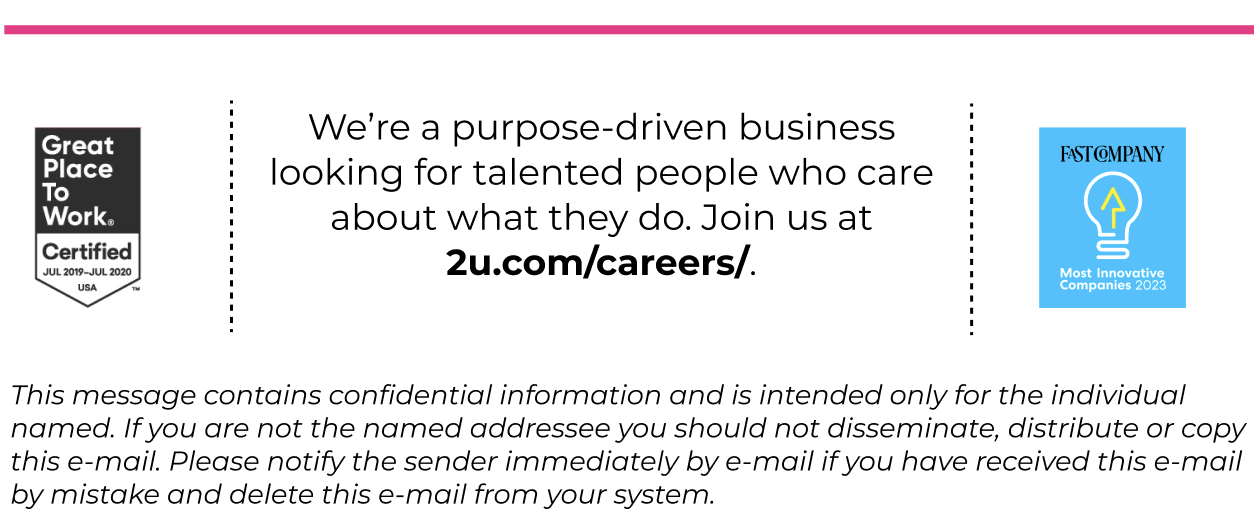 Great
Place
To
Work®
Certified
JUL 2019–JUL 2020
USA
™
We’re a purpose-driven business
looking for talented people who care
about what they do. Join us at
2u.com/careers/.
FAST COMPANY
Most Innovative
Companies 2023
This message contains confidential information and is intended only for the individual
named. If you are not the named addressee you should not disseminate, distribute or copy
this e-mail. Please notify the sender immediately by e-mail if you have received this e-mail
by mistake and delete this e-mail from your system.